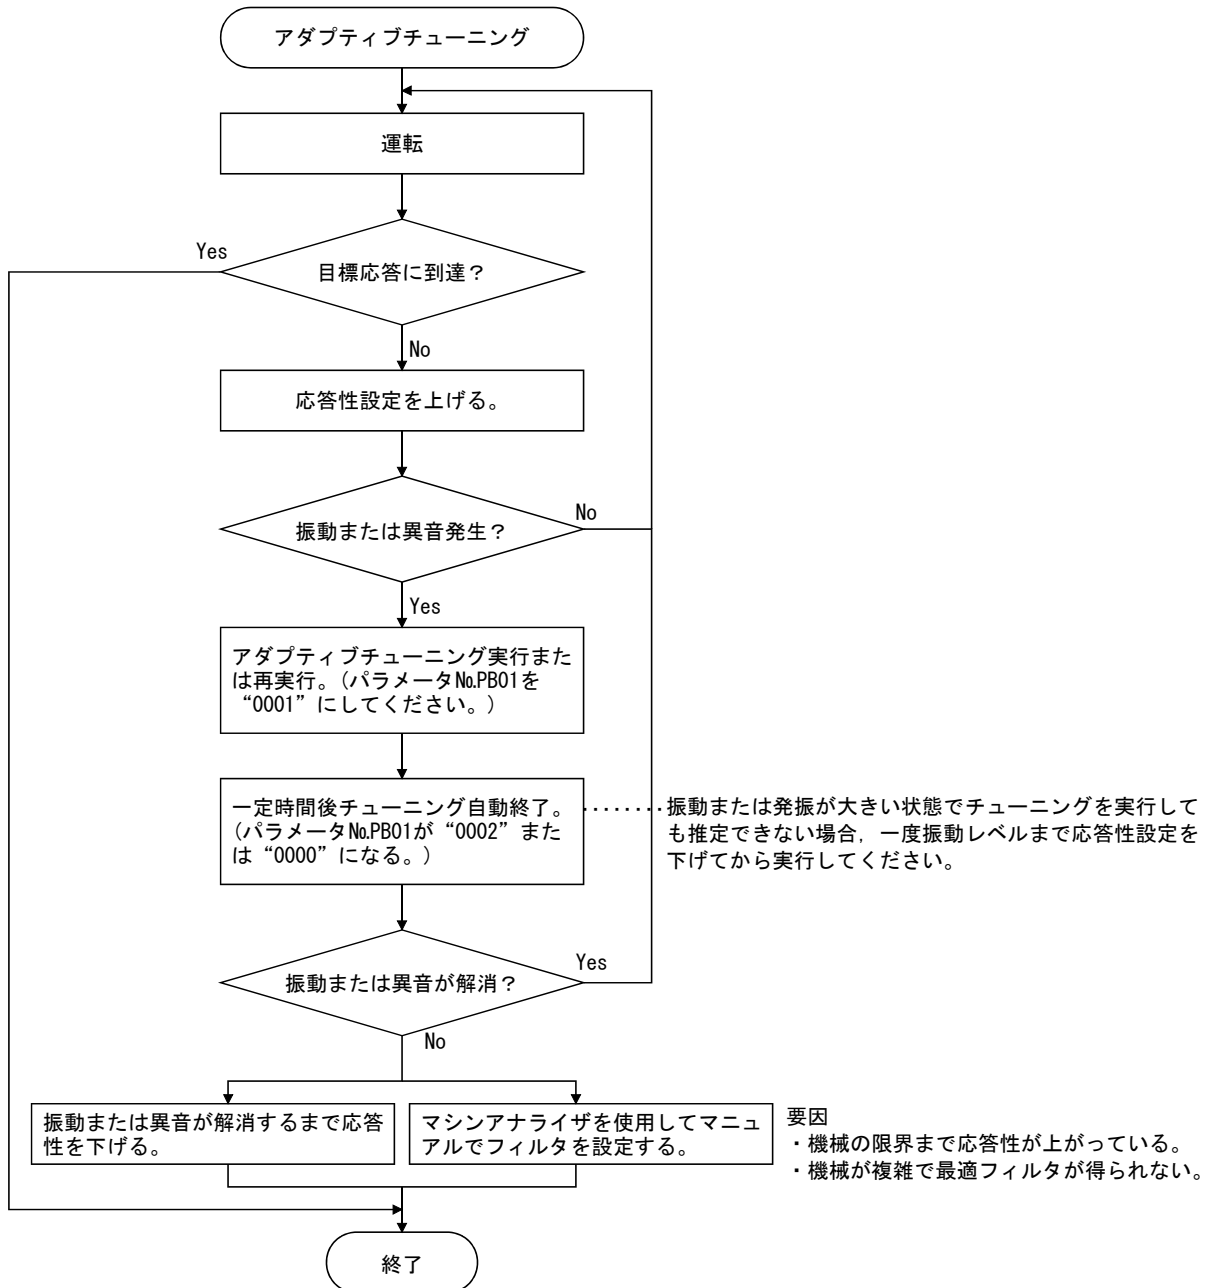 アダプティブチューニング
運転
Yes
目標応答に到達？
No
応答性設定を上げる。
振動または異音発生？
No
Yes
アダプティブチューニング実行また
は再実行。（パラメータ№PB01を
“0001”にしてください。）
一定時間後チューニング自動終了。
（パラメータ№PB01が“0002”また
は“0000”になる。）
振動または発振が大きい状態でチューニングを実行して
も推定できない場合，一度振動レベルまで応答性設定を
下げてから実行してください。
振動または異音が解消？
Yes
No
振動または異音が解消するまで応答
性を下げる。
マシンアナライザを使用してマニュ
アルでフィルタを設定する。
要因
・機械の限界まで応答性が上がっている。
・機械が複雑で最適フィルタが得られない。
終了